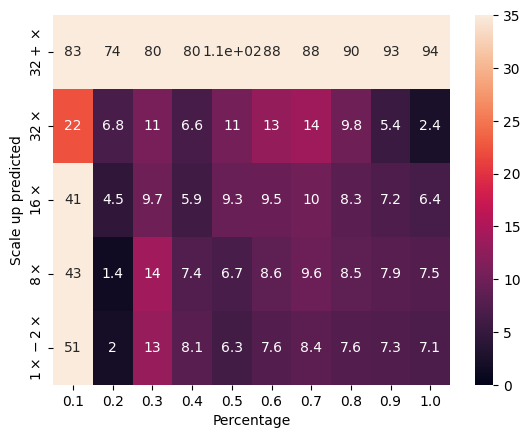 Scale up predicted
32 + × 83 74 80 80 1.1e+02 88 88 90 93 94
32 × 22 6.8 11 6.6 11 13 14 9.8 5.4 2.4
16 × 41 4.5 9.7 5.9 9.3 9.5 10 8.3 7.2 6.4
8 × 43 1.4 14 7.4 6.7 8.6 9.6 8.5 7.9 7.5
1 × − 2 × 51 2 13 8.1 6.3 7.6 8.4 7.6 7.3 7.1
0.1 0.2 0.3 0.4 0.5 0.6 0.7 0.8 0.9 1.0
Percentage
35
30
25
20
15
10
5
0